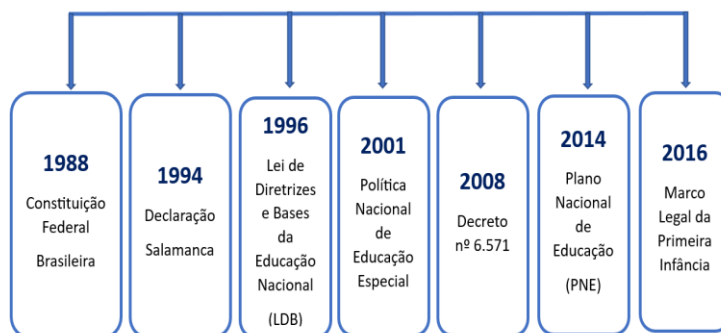 1988
Constituição
Federal
Brasileira
1994
Declaração
Salamanca
1996
Lei de
Diretrizes
e Bases
da
Educação
Nacional
(LDB)
2001
Política
Nacional
de
Educação
Especial
2008
Decreto
nº 6.571
2014
Plano
Nacional
de
Educação
(PNE)
2016
Marco
Legal da
Primeira
Infância